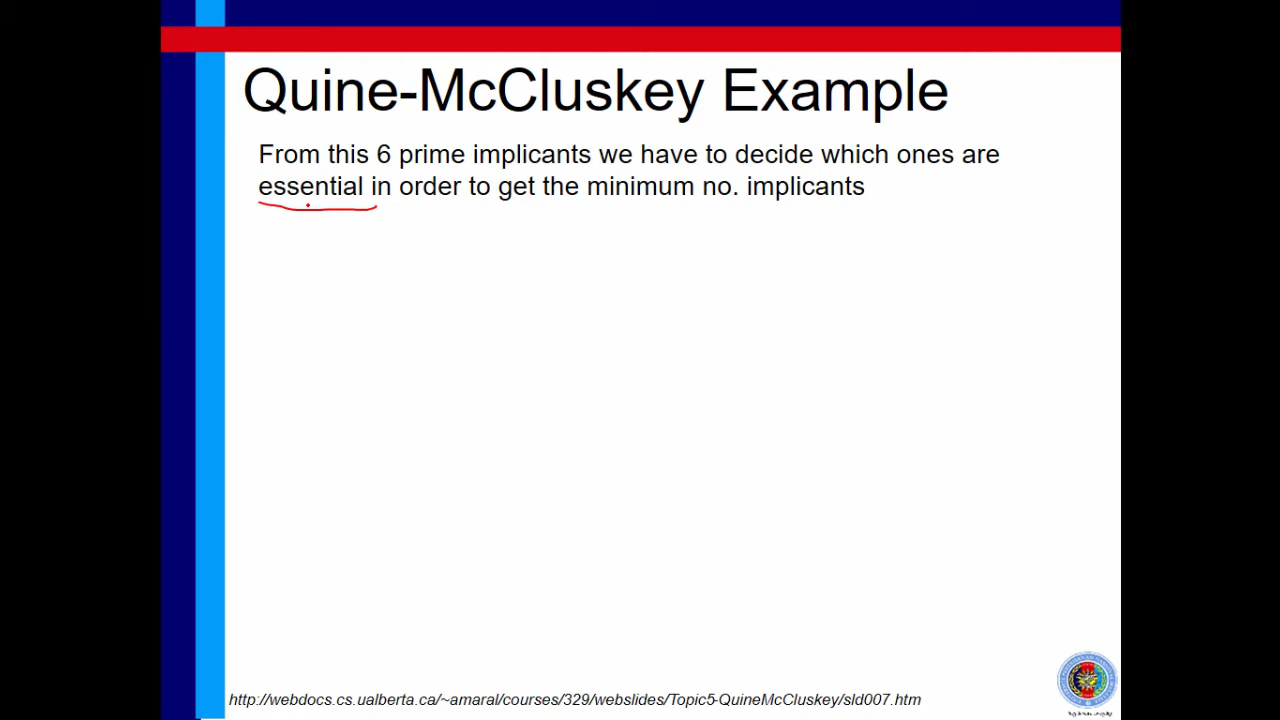 Quine-McCluskey Example
From this 6 prime implicants we have to decide which ones are
essential in order to get the minimum no. implicants
http://webdocs.cs.ualberta.ca/~amaral/courses/329/webslides/Topic5-QuineMcCluskey/sld007.htm